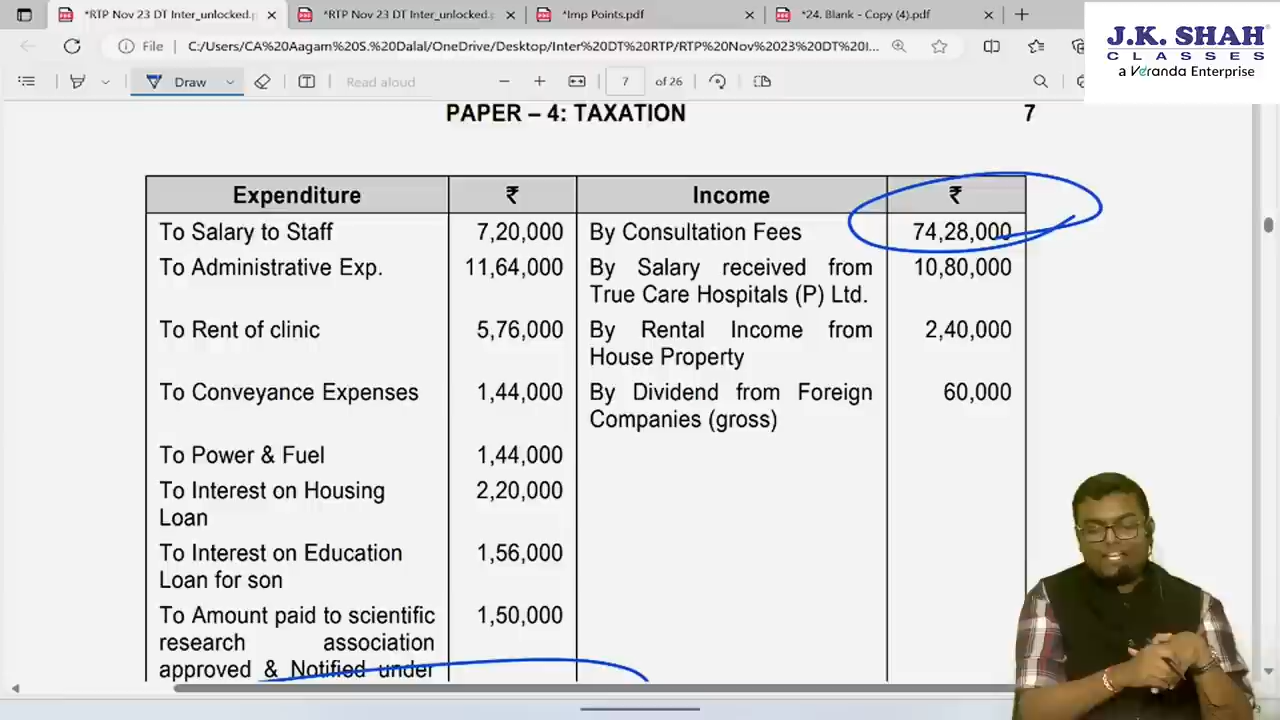 *RTP Nov 23 DT Inter_unlocked.p
*RTP Nov 23 DT Inter_unlocked.p
*Imp Points.pdf
*24. Blank - Copy (4).pdf
J.K. SHAH
CLASSES
a Veranda Enterprise
File C:/Users/CA%20Aagam%20S.%20Dalal/OneDrive/Desktop/Inter%20DT%20RTP/RTP%20Nov%2023%20DT%20I...
Draw Read aloud 7 of 26
PAPER – 4: TAXATION 7
Expenditure ₹ Income ₹
To Salary to Staff 7,20,000 By Consultation Fees 74,28,000
To Administrative Exp. 11,64,000 By Salary received from 10,80,000
True Care Hospitals (P) Ltd.
To Rent of clinic 5,76,000 By Rental Income from 2,40,000
House Property
To Conveyance Expenses 1,44,000 By Dividend from Foreign 60,000
Companies (gross)
To Power & Fuel 1,44,000
To Interest on Housing 2,20,000
Loan
To Interest on Education 1,56,000
Loan for son
To Amount paid to scientific 1,50,000
research association
approved & Notified under